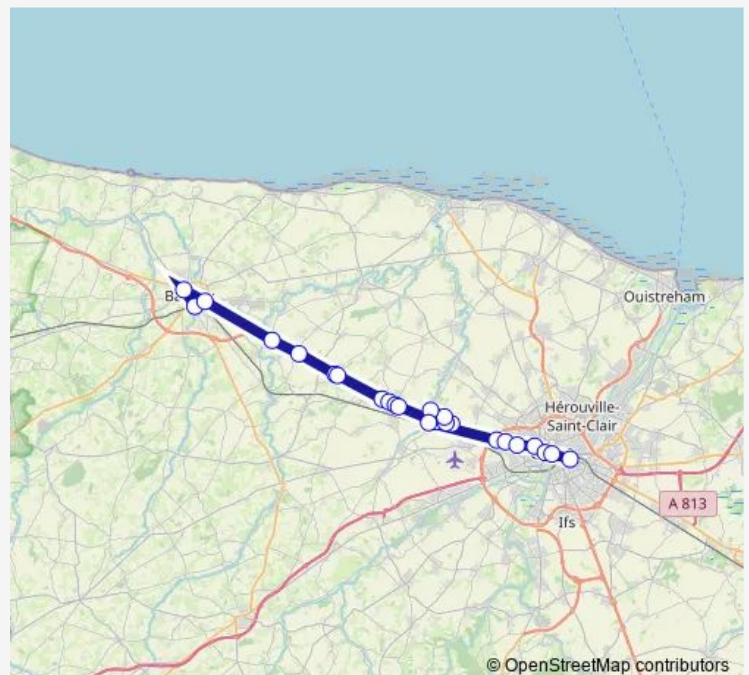 Ouistreham
Hérouville-
Saint-Clair
A 813
Ifs
© OpenStreetMap contributors